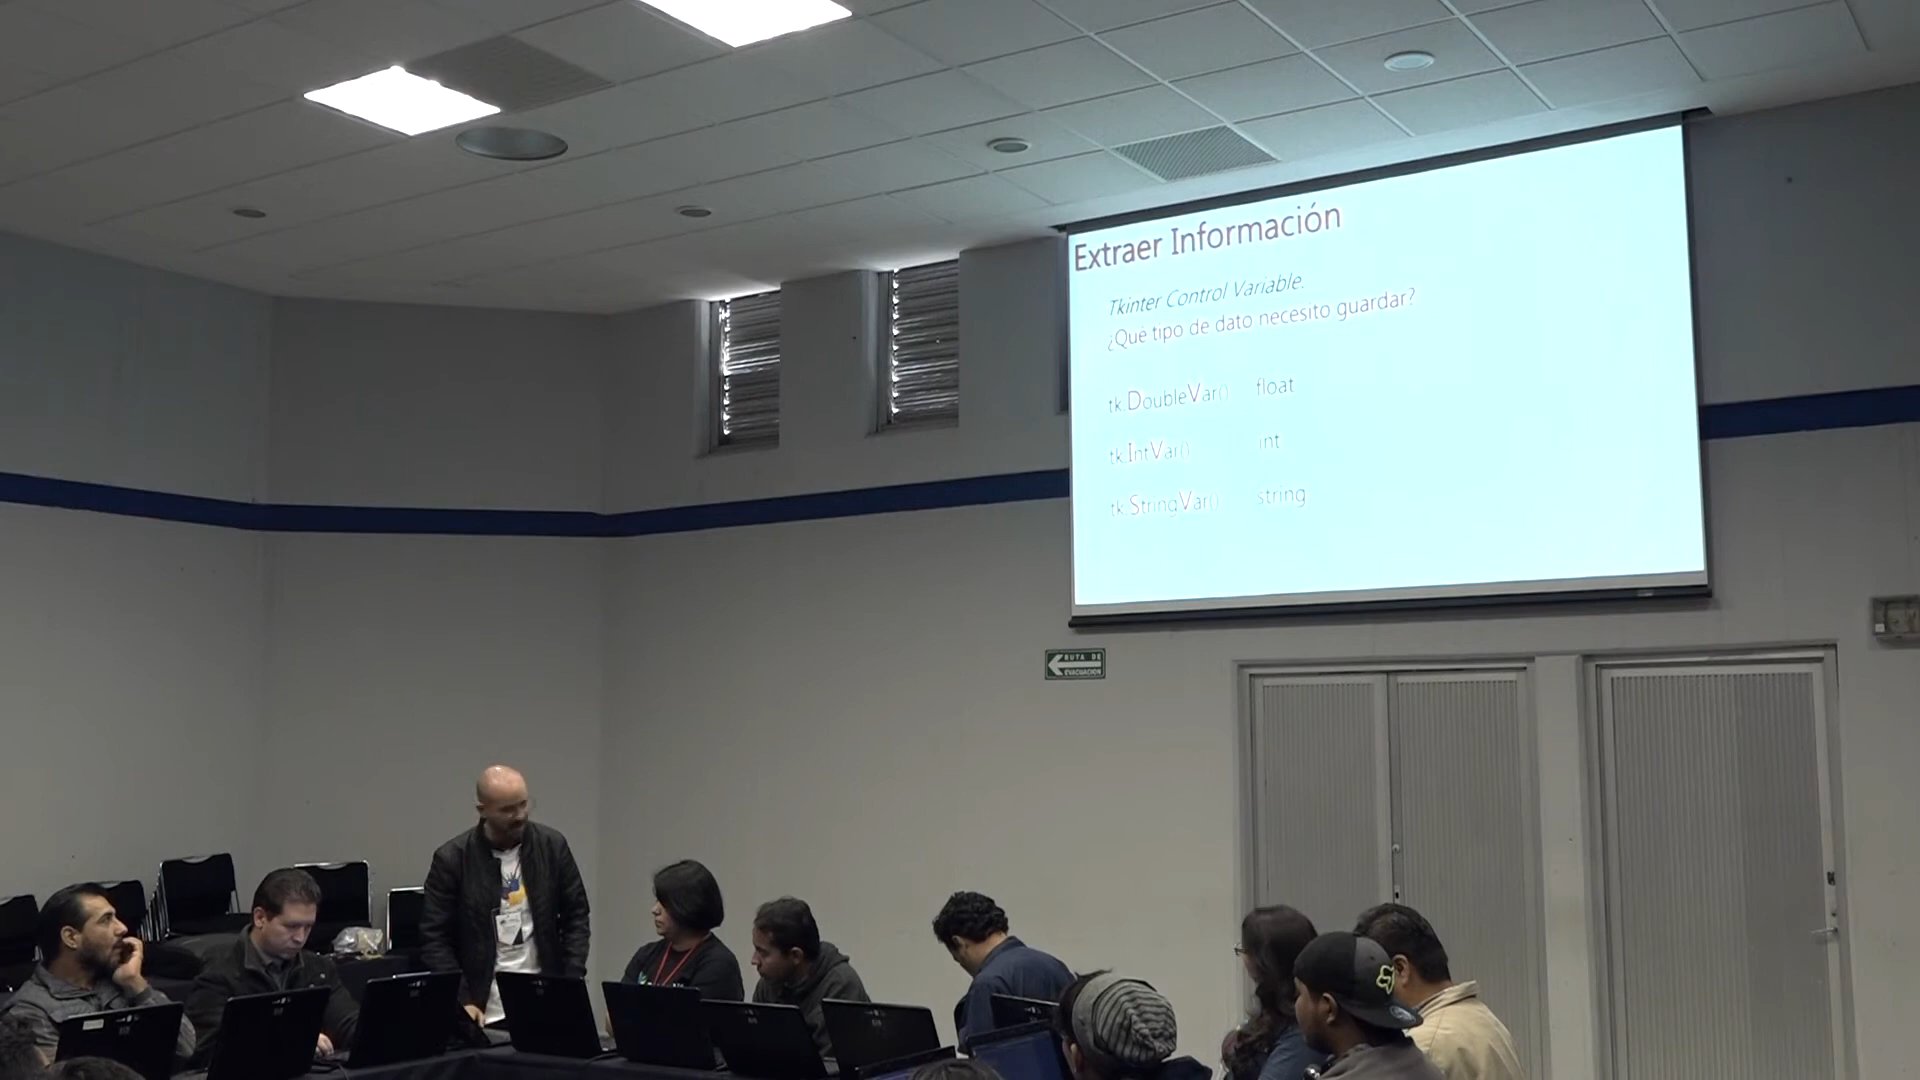 Extraer Información
Tkinter Control Variable.
¿Qué tipo de dato necesito guardar?
tk.DoubleVar() float
tk.IntVar() int
tk.StringVar() string
RUTA DE
EVACUACION